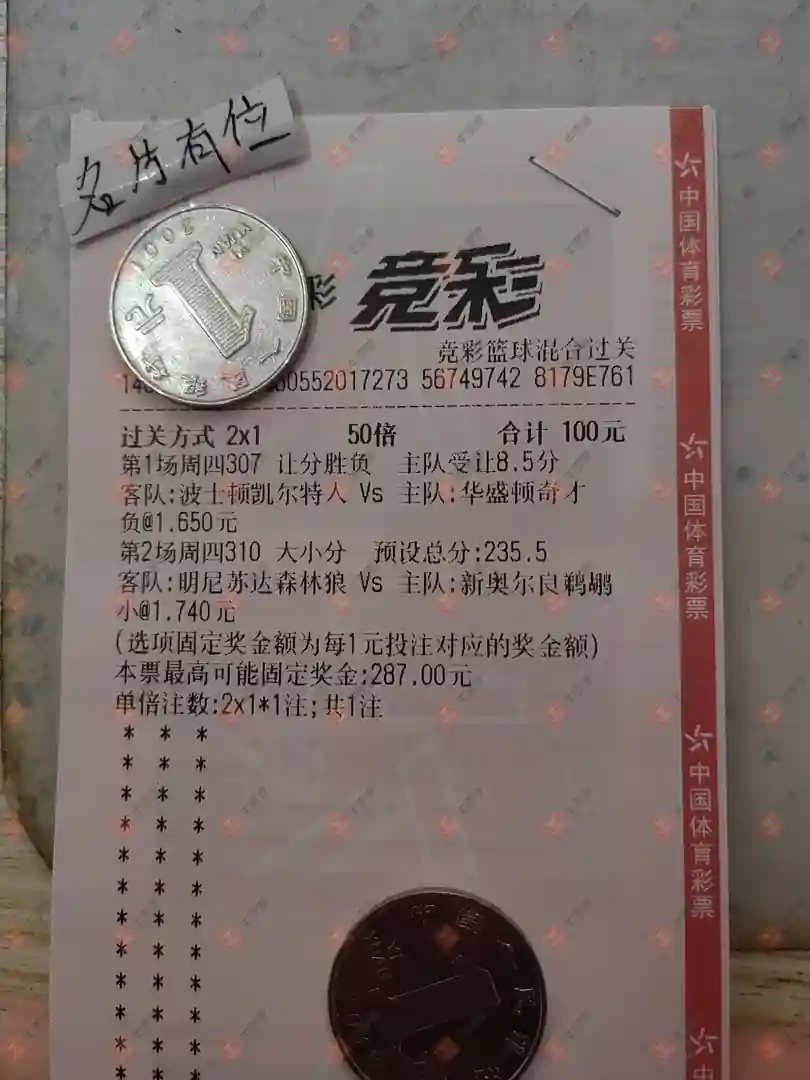 名片有位
竞彩
竞彩篮球混合过关
552017273 56749742 8179E761
过关方式 2x1 50倍 合计 100元
第1场周四307 让分胜负 主队受让8.5分
客队:波士顿凯尔特人 Vs 主队:华盛顿奇才
负@1.650元
第2场周四310 大小分 预设总分:235.5
客队:明尼苏达森林狼 Vs 主队:新奥尔良鹈鹕
小@1.740元
(选项固定奖金额为每1元投注对应的奖金额)
本票最高可能固定奖金:287.00元
单倍注数:2x1*1注;共1注
* * *
* * *
* * *
* * *
* * *
* * *
* * *
* * *
* * *
* * *
* * *
* * *
中国体育彩票
中国体育彩票
中国体育彩票
中
2001
YI YUAN
1